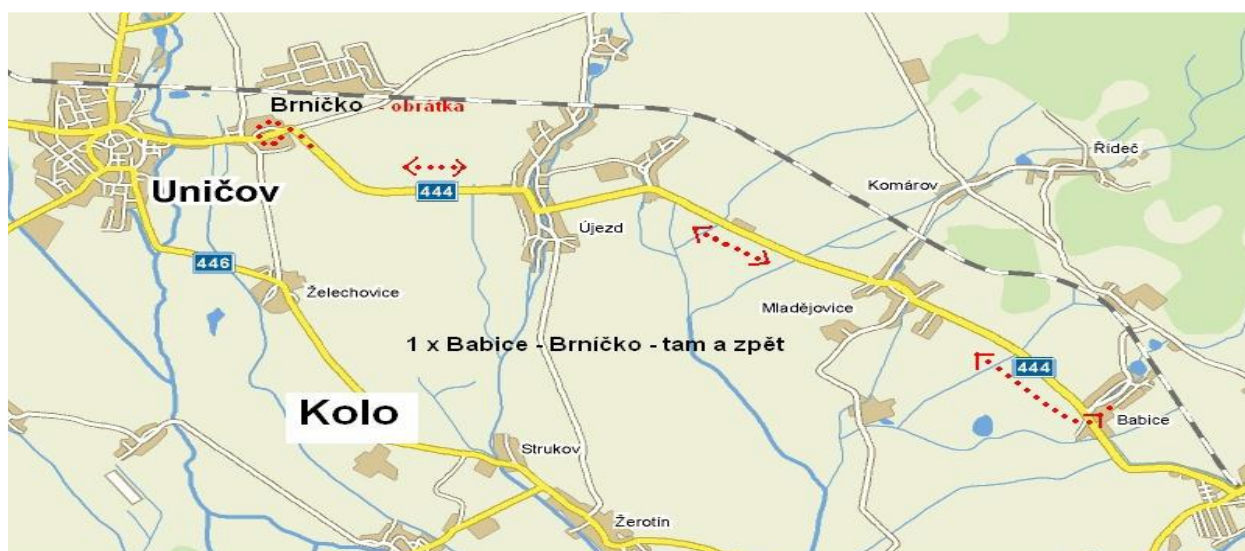 Brníčko - obrátka
Řídeč
Komárov
Uničov
444
Újezd
446
Želechovice
Mladějovice
1 x Babice - Brníčko - tam a zpět
444
Kolo
Babice
Strukov
Žerotín